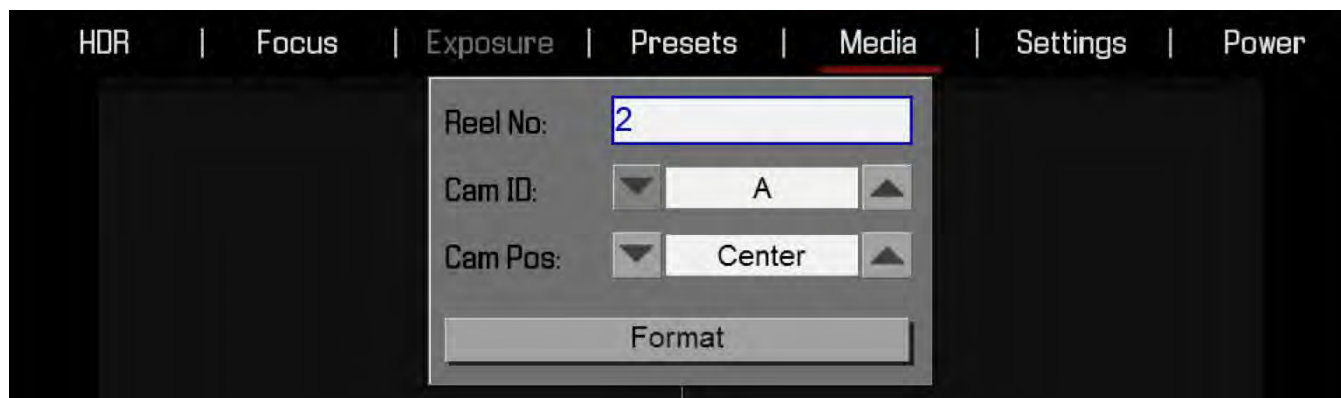 HDR | Focus | Exposure | Presets | Media | Settings | Power
Reel No: 2
Cam ID: A
Cam Pos: Center
Format